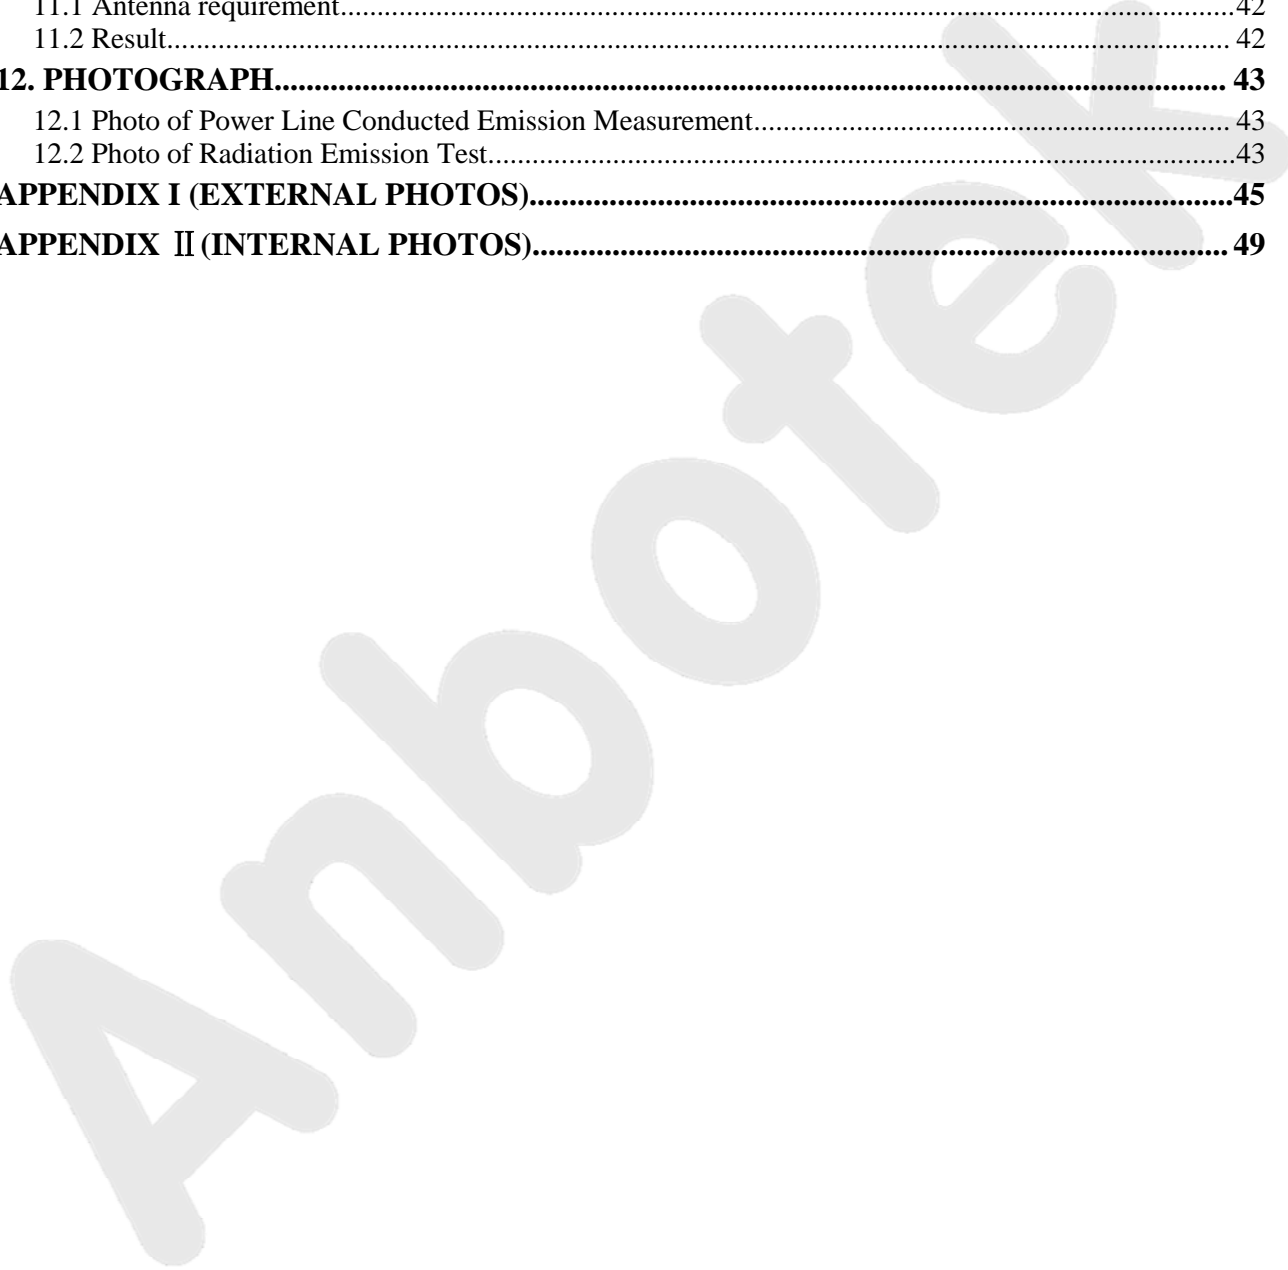 11.1 Antenna requirement....................................................................................................................................42
11.2 Result.............................................................................................................................................................. 42
12. PHOTOGRAPH........................................................................................................................... 43
12.1 Photo of Power Line Conducted Emission Measurement...................................................................... 43
12.2 Photo of Radiation Emission Test..............................................................................................................43
APPENDIX I (EXTERNAL PHOTOS)...........................................................................................45
APPENDIX Ⅱ(INTERNAL PHOTOS).......................................................................................... 49
Anbotek